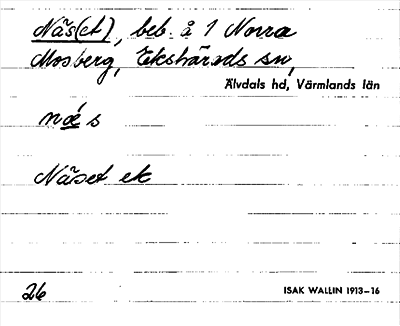 Näs(et), beb. å 1 Norra
Mosberg, Ekshärads sn,
Älvdals hd, Värmlands län
næ s
Näset ek
26
ISAK WALLIN 1913–16